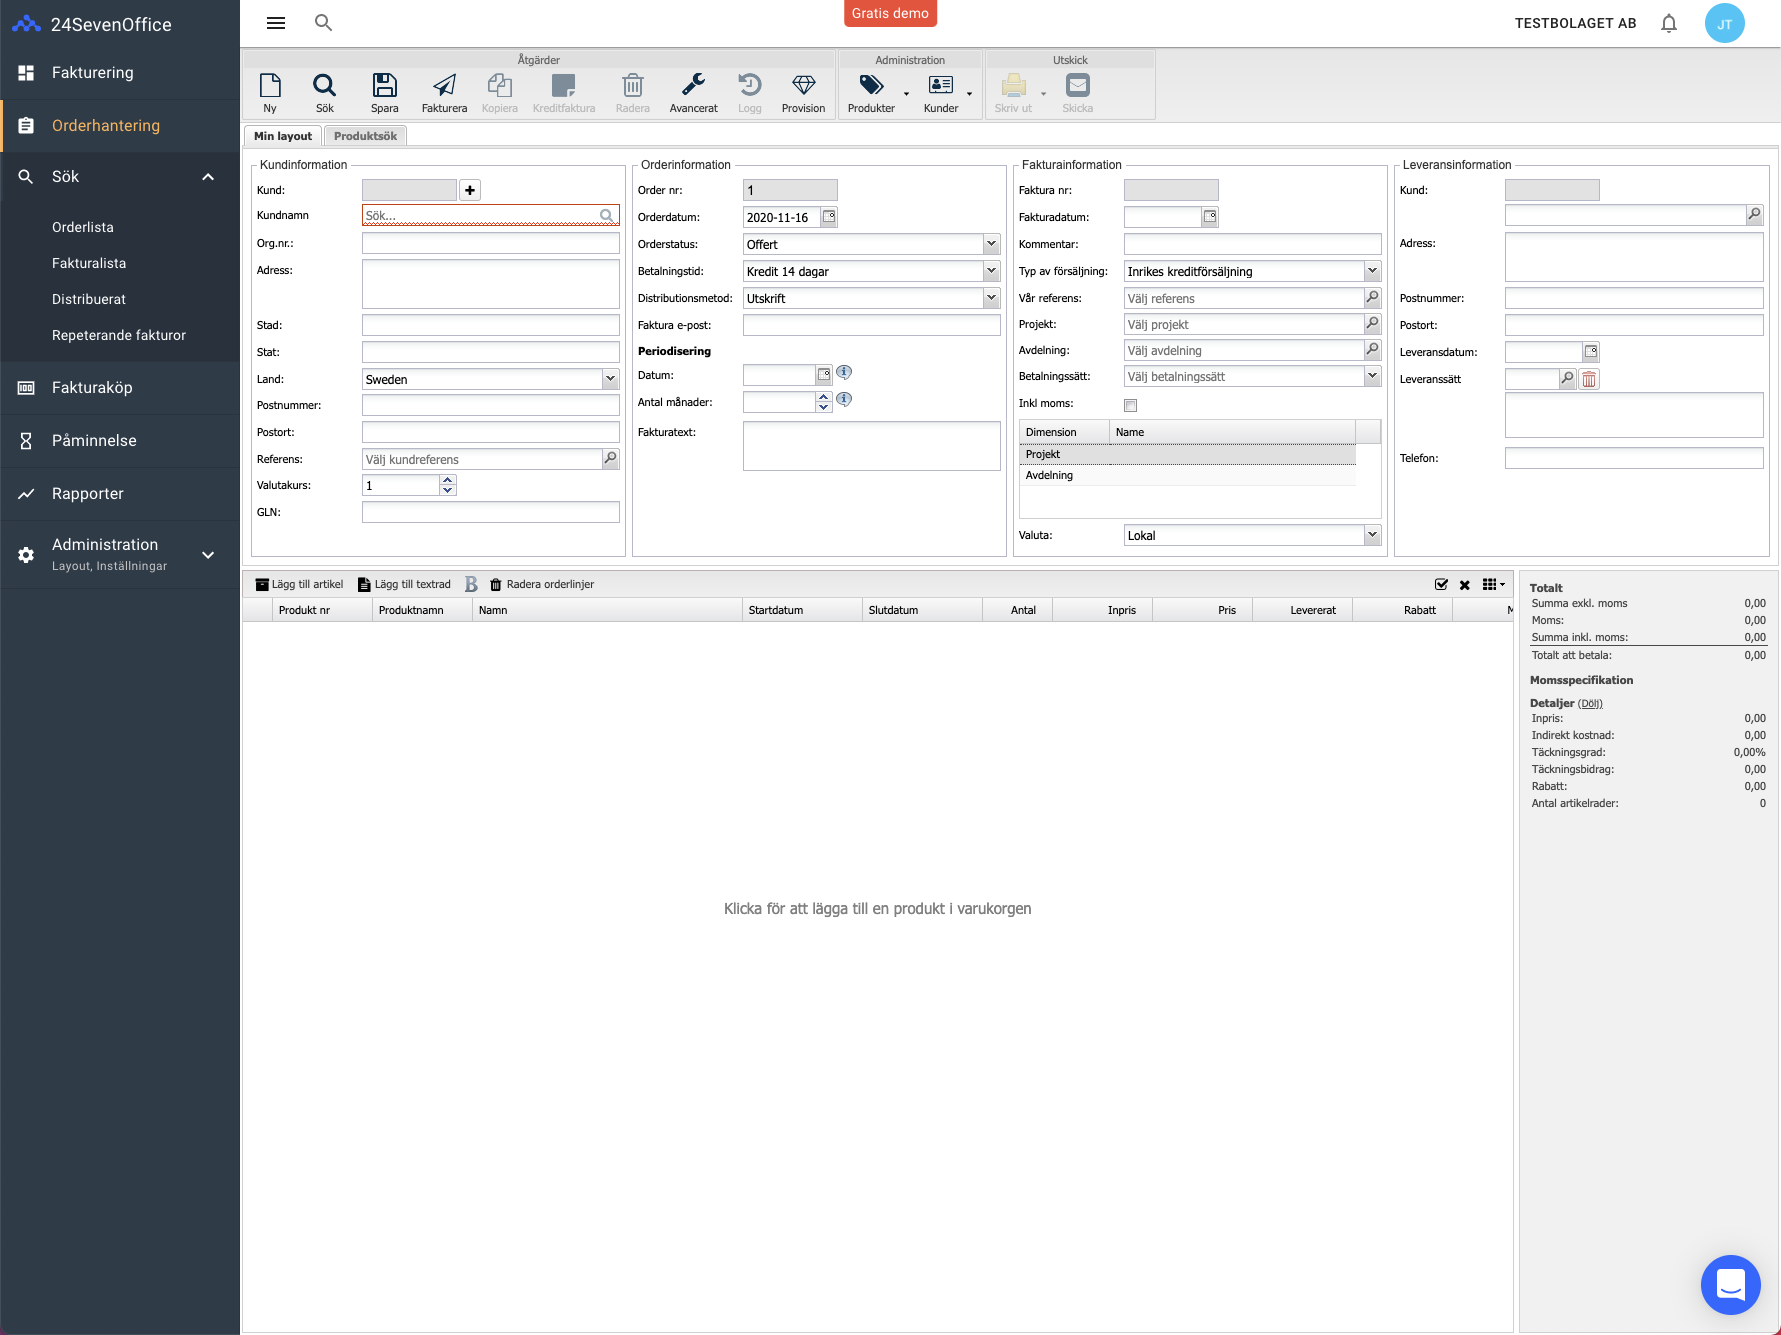 24SevenOffice
Fakturering
Orderhantering
Sök
Orderlista
Fakturalista
Distribuerat
Repeterande fakturor
Fakturaköp
Påminnelse
Rapporter
Administration
Layout, Inställningar
Gratis demo
TESTBOLAGET AB
JT
Åtgärder
Administration
Utskick
Ny
Sök
Spara
Fakturera
Kopiera
Kreditfaktura
Radera
Avancerat
Logg
Provision
Produkter
Kunder
Skriv ut
Skicka
Min layout
Produktsök
Kundinformation
Kund:
Kundnamn
Sök...
Org.nr.:
Adress:
Stad:
Stat:
Land:
Sweden
Postnummer:
Postort:
Referens:
Välj kundreferens
Valutakurs:
1
GLN:
Orderinformation
Order nr:
1
Orderdatum:
2020-11-16
Orderstatus:
Offert
Betalningstid:
Kredit 14 dagar
Distributionsmetod:
Utskrift
Faktura e-post:
Periodisering
Datum:
Antal månader:
Fakturatext:
Fakturainformation
Faktura nr:
Fakturadatum:
Kommentar:
Typ av försäljning:
Inrikes kreditförsäljning
Vår referens:
Välj referens
Projekt:
Välj projekt
Avdelning:
Välj avdelning
Betalningssätt:
Välj betalningssätt
Inkl moms:
Dimension Name
Projekt
Avdelning
Valuta:
Lokal
Leveransinformation
Kund:
Adress:
Postnummer:
Postort:
Leveransdatum:
Leveranssätt
Telefon:
Lägg till artikel
Lägg till textrad
B
Radera orderlinjer
Produkt nr Produktnamn Namn Startdatum Slutdatum Antal Inpris Pris Levererat Rabatt M
Klicka för att lägga till en produkt i varukorgen
Totalt
Summa exkl. moms 0,00
Moms: 0,00
Summa inkl. moms: 0,00
Totalt att betala: 0,00
Momsspecifikation
Detaljer (Dölj)
Inpris: 0,00
Indirekt kostnad: 0,00
Täckningsgrad: 0,00%
Täckningsbidrag: 0,00
Rabatt: 0,00
Antal artikelrader: 0